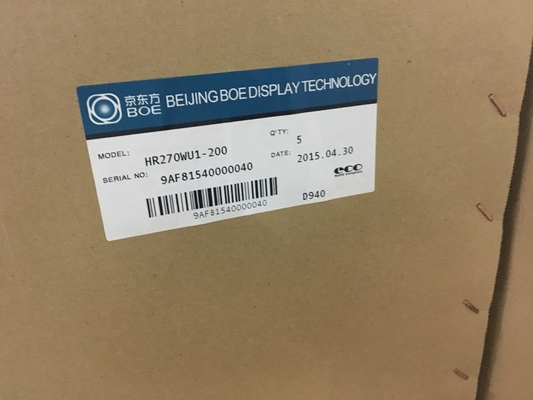 京东方 BEIJING BOE DISPLAY TECHNOLOGY
BOE
MODEL: HR270WU1-200 Q'TY: 5
SERIAL NO: 9AF81540000040 DATE: 2015.04.30
eco
9AF81540000040 D940